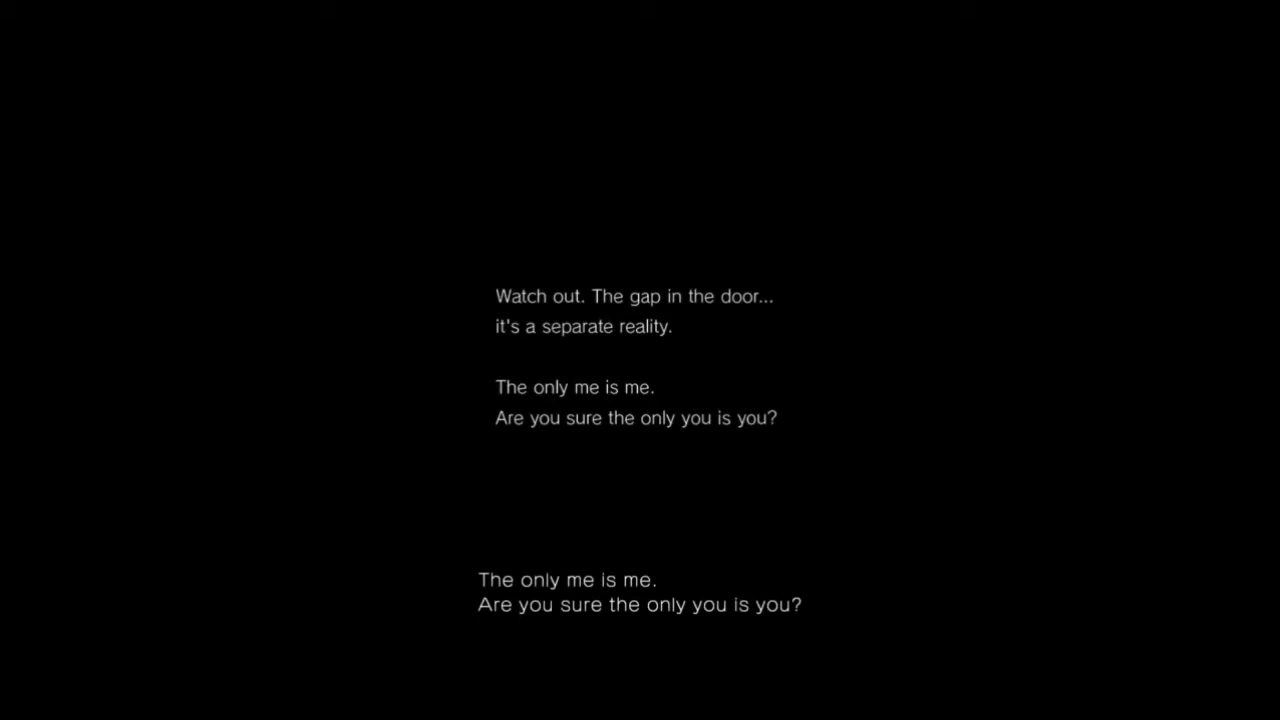 Watch out. The gap in the door...
it's a separate reality.
The only me is me.
Are you sure the only you is you?
The only me is me.
Are you sure the only you is you?